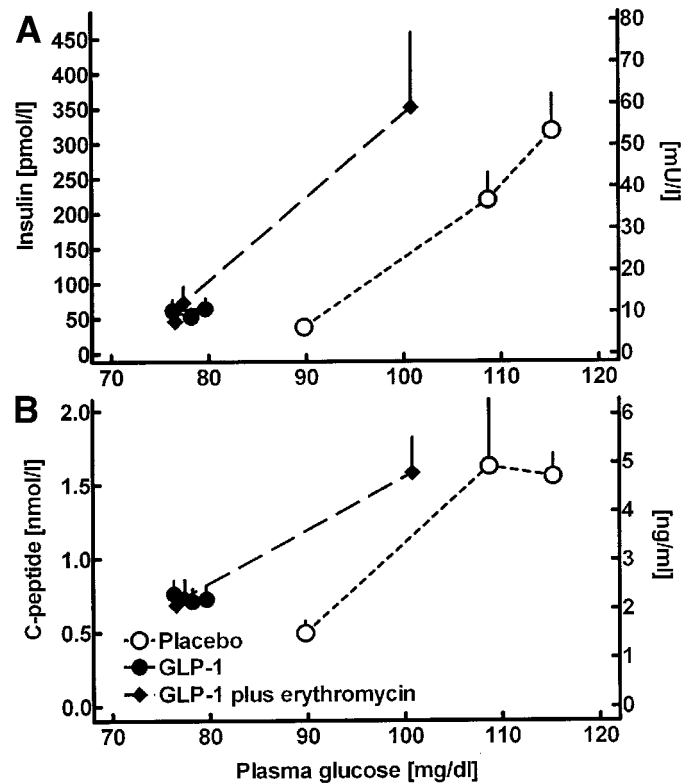 A
Insulin [pmol/l]
450
400
350
300
250
200
150
100
50
0
80
70
60
50
40
30
20
10
0
[mU/l]
70 80 90 100 110 120
B
C-peptide [nmol/l]
2.0
1.5
1.0
0.5
0.0
6
5
4
3
2
1
0
[ng/ml]
Placebo
GLP-1
GLP-1 plus erythromycin
70 80 90 100 110 120
Plasma glucose [mg/dl]